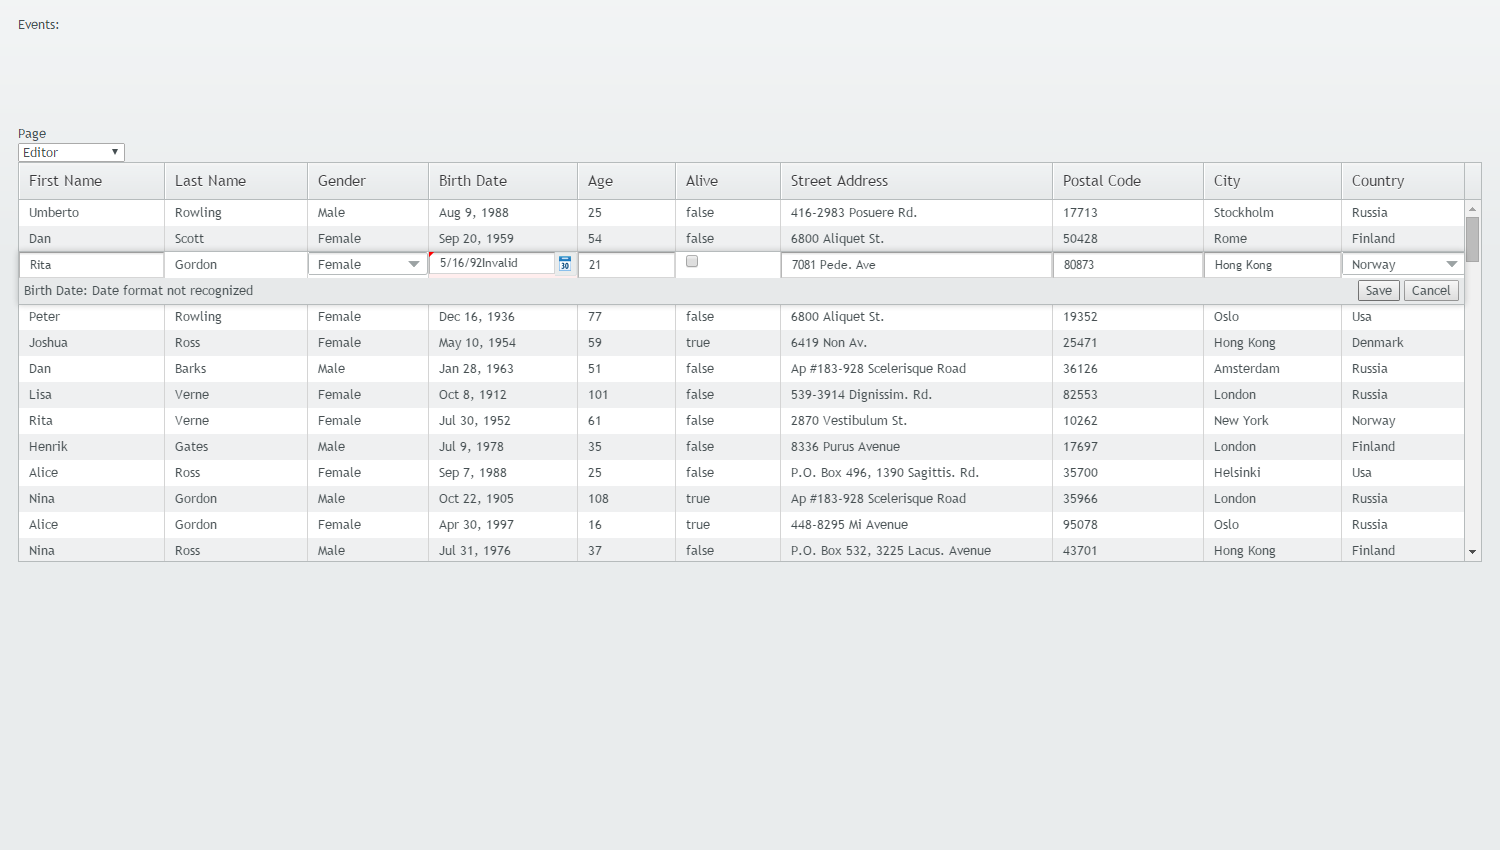 Events:
Page
Editor
First Name Last Name Gender Birth Date Age Alive Street Address Postal Code City Country
Umberto Rowling Male Aug 9, 1988 25 false 416-2983 Posuere Rd. 17713 Stockholm Russia
Dan Scott Female Sep 20, 1959 54 false 6800 Aliquet St. 50428 Rome Finland
Rita Gordon Female 5/16/92Invalid 30 21 7081 Pede. Ave 80873 Hong Kong Norway
Birth Date: Date format not recognized Save Cancel
Peter Rowling Female Dec 16, 1936 77 false 6800 Aliquet St. 19352 Oslo Usa
Joshua Ross Female May 10, 1954 59 true 6419 Non Av. 25471 Hong Kong Denmark
Dan Barks Male Jan 28, 1963 51 false Ap #183-928 Scelerisque Road 36126 Amsterdam Russia
Lisa Verne Female Oct 8, 1912 101 false 539-3914 Dignissim. Rd. 82553 London Russia
Rita Verne Female Jul 30, 1952 61 false 2870 Vestibulum St. 10262 New York Norway
Henrik Gates Male Jul 9, 1978 35 false 8336 Purus Avenue 17697 London Finland
Alice Ross Female Sep 7, 1988 25 false P.O. Box 496, 1390 Sagittis. Rd. 35700 Helsinki Usa
Nina Gordon Male Oct 22, 1905 108 true Ap #183-928 Scelerisque Road 35966 London Russia
Alice Gordon Female Apr 30, 1997 16 true 448-8295 Mi Avenue 95078 Oslo Russia
Nina Ross Male Jul 31, 1976 37 false P.O. Box 532, 3225 Lacus. Avenue 43701 Hong Kong Finland